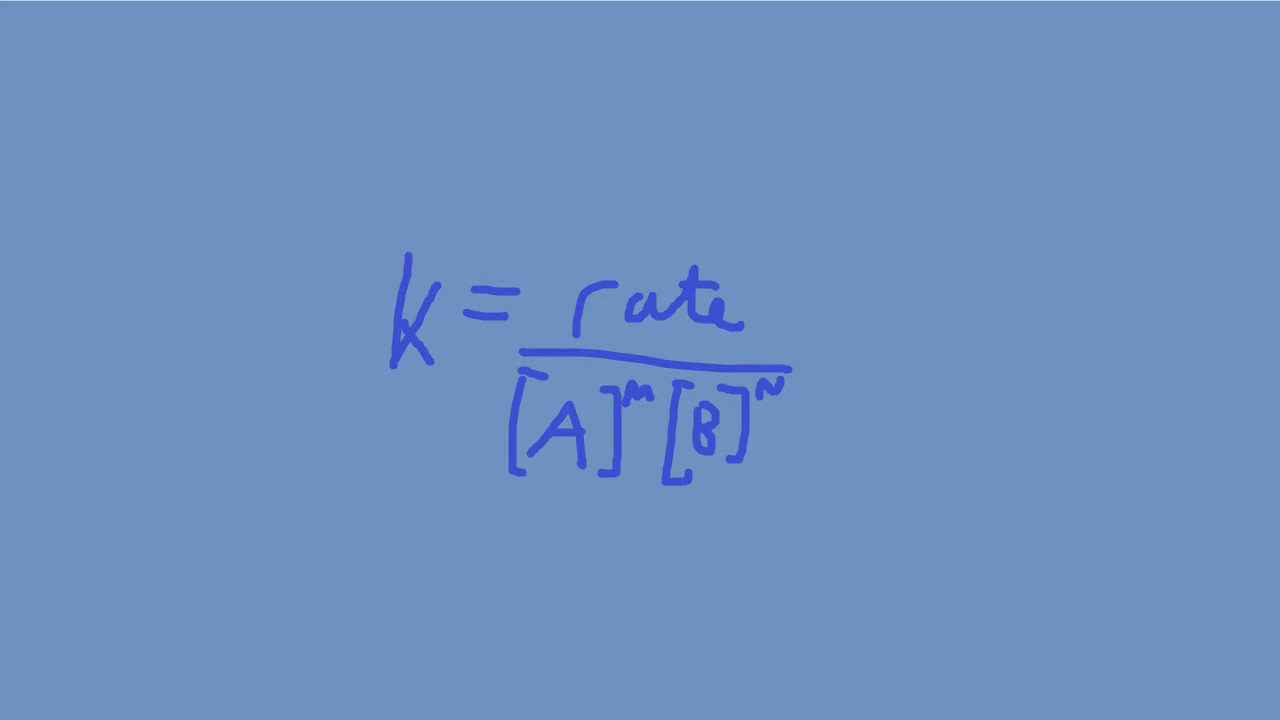 k = rate
[A]^m [B]^n